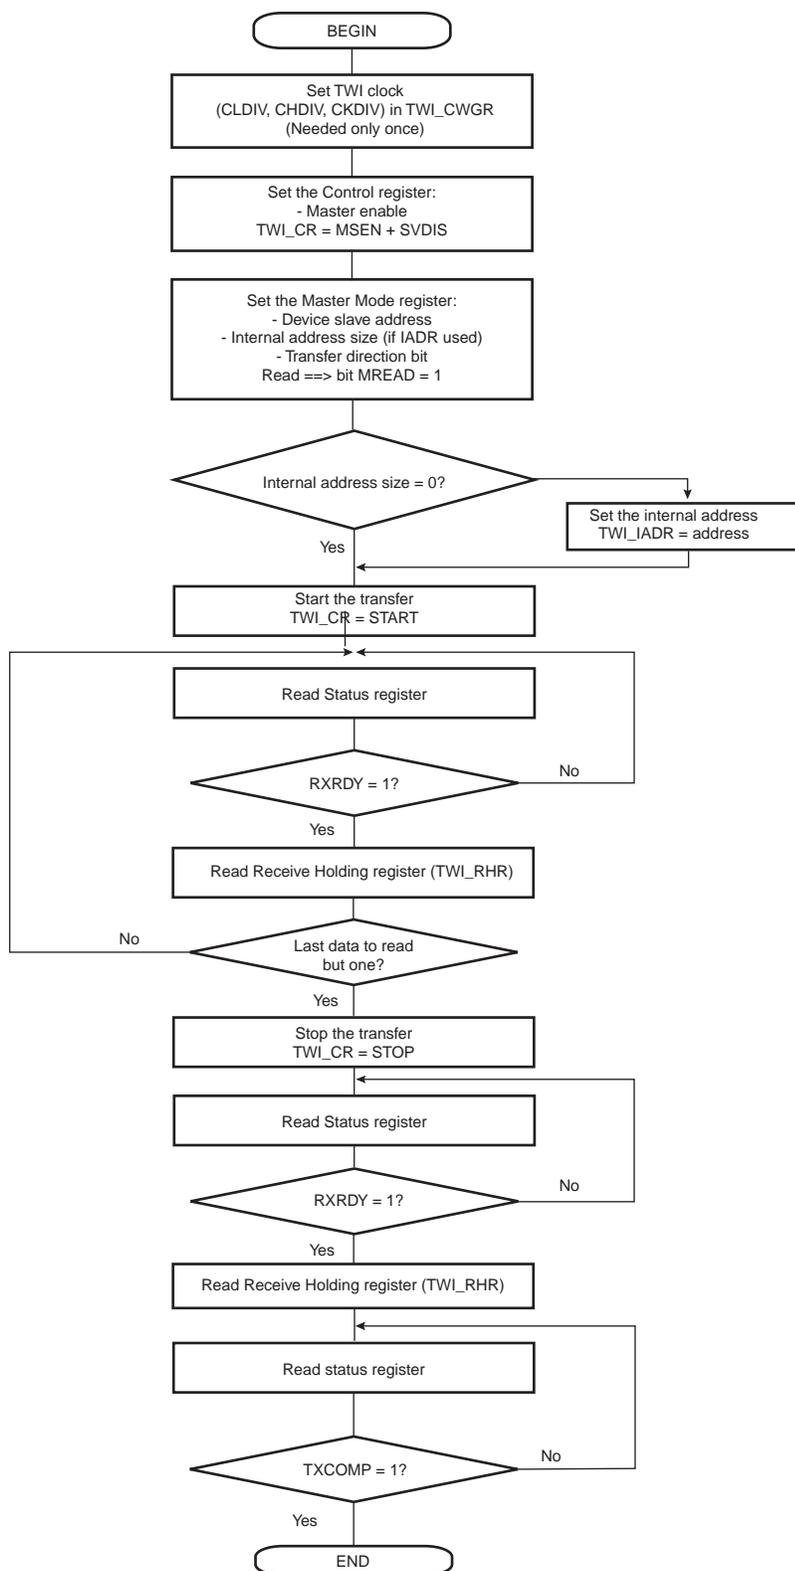 BEGIN
Set TWI clock
(CLDIV, CHDIV, CKDIV) in TWI_CWGR
(Needed only once)
Set the Control register:
- Master enable
TWI_CR = MSEN + SVDIS
Set the Master Mode register:
- Device slave address
- Internal address size (if IADR used)
- Transfer direction bit
Read ==> bit MREAD = 1
Internal address size = 0?
Set the internal address
TWI_IADR = address
Yes
Start the transfer
TWI_CR = START
Read Status register
RXRDY = 1?
No
Yes
Read Receive Holding register (TWI_RHR)
No
Last data to read
but one?
Yes
Stop the transfer
TWI_CR = STOP
Read Status register
RXRDY = 1?
No
Yes
Read Receive Holding register (TWI_RHR)
Read status register
TXCOMP = 1?
No
Yes
END